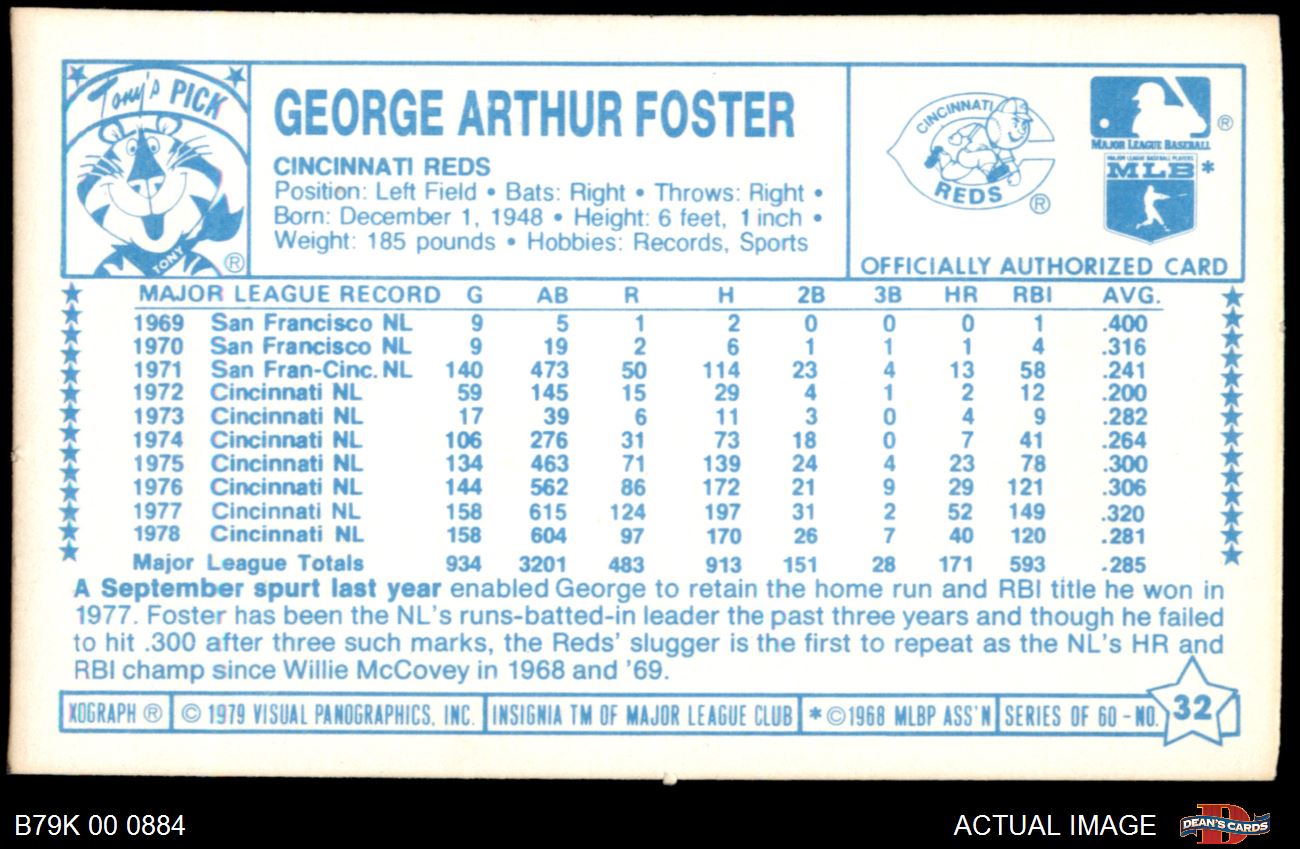 Tony's PICK
TONY ®
GEORGE ARTHUR FOSTER
CINCINNATI REDS
Position: Left Field • Bats: Right • Throws: Right •
Born: December 1, 1948 • Height: 6 feet, 1 inch •
Weight: 185 pounds • Hobbies: Records, Sports
CINCINNATI
REDS ®
®
MAJOR LEAGUE BASEBALL
MAJOR LEAGUE BASEBALL PLAYERS
MLB *
OFFICIALLY AUTHORIZED CARD
MAJOR LEAGUE RECORD G AB R H 2B 3B HR RBI AVG.
1969 San Francisco NL 9 5 1 2 0 0 0 1 .400
1970 San Francisco NL 9 19 2 6 1 1 1 4 .316
1971 San Fran-Cinc. NL 140 473 50 114 23 4 13 58 .241
1972 Cincinnati NL 59 145 15 29 4 1 2 12 .200
1973 Cincinnati NL 17 39 6 11 3 0 4 9 .282
1974 Cincinnati NL 106 276 31 73 18 0 7 41 .264
1975 Cincinnati NL 134 463 71 139 24 4 23 78 .300
1976 Cincinnati NL 144 562 86 172 21 9 29 121 .306
1977 Cincinnati NL 158 615 124 197 31 2 52 149 .320
1978 Cincinnati NL 158 604 97 170 26 7 40 120 .281
Major League Totals 934 3201 483 913 151 28 171 593 .285
A September spurt last year enabled George to retain the home run and RBI title he won in
1977. Foster has been the NL's runs-batted-in leader the past three years and though he failed
to hit .300 after three such marks, the Reds' slugger is the first to repeat as the NL's HR and
RBI champ since Willie McCovey in 1968 and '69.
XOGRAPH ® © 1979 VISUAL PANOGRAPHICS, INC. INSIGNIA TM OF MAJOR LEAGUE CLUB * ©1968 MLBP ASS'N SERIES OF 60 - NO. 32
B79K 00 0884
ACTUAL IMAGE
DEAN'S CARDS